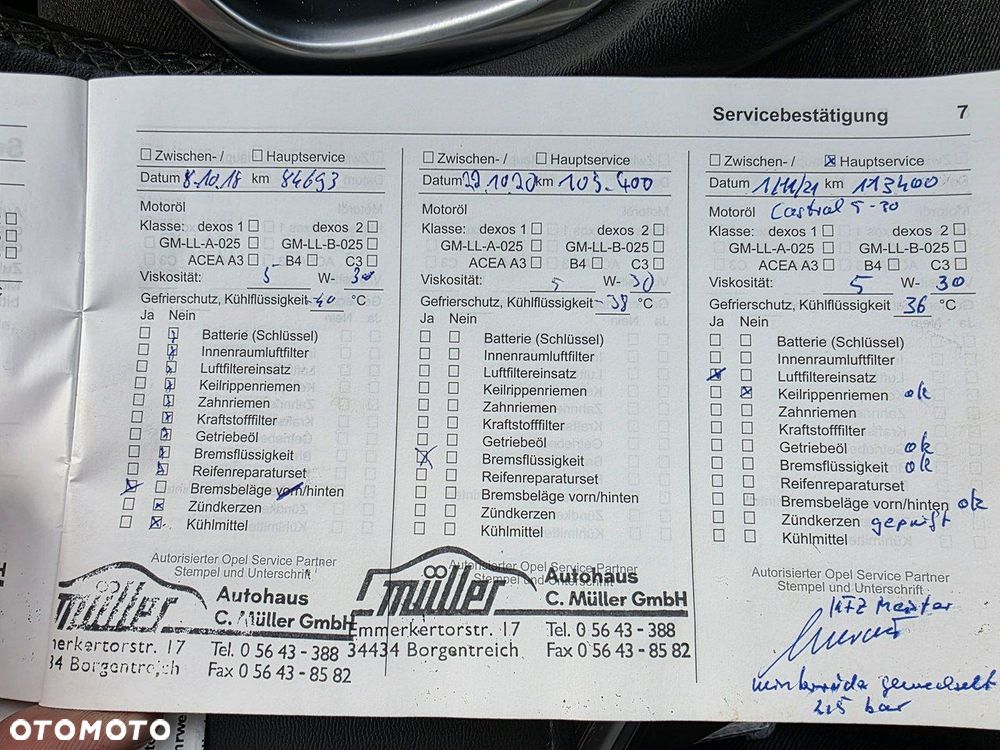 Servicebestätigung 7
Zwischen- / Hauptservice
Datum 8.10.18 km 84693
Motoröl
Klasse: dexos 1 dexos 2
GM-LL-A-025 GM-LL-B-025
ACEA A3 B4 C3
Viskosität: 5 W- 30
Gefrierschutz, Kühlflüssigkeit -40 °C
Ja Nein
Batterie (Schlüssel)
Innenraumluftfilter
Luftfiltereinsatz
Keilrippenriemen
Zahnriemen
Kraftstofffilter
Getriebeöl
Bremsflüssigkeit
Reifenreparaturset
Bremsbeläge vorn/hinten
Zündkerzen
Kühlmittel
Autorisierter Opel Service Partner
Stempel und Unterschrift
müller Autohaus
C. Müller GmbH
merkertorstr. 17 Tel. 0 56 43 - 388
34 Borgentreich Fax 0 56 43 - 85 82
Zwischen- / Hauptservice
Datum 22.10.20 km 103.400
Motoröl
Klasse: dexos 1 dexos 2
GM-LL-A-025 GM-LL-B-025
ACEA A3 B4 C3
Viskosität: 5 W- 30
Gefrierschutz, Kühlflüssigkeit -38 °C
Ja Nein
Batterie (Schlüssel)
Innenraumluftfilter
Luftfiltereinsatz
Keilrippenriemen
Zahnriemen
Kraftstofffilter
Getriebeöl
Bremsflüssigkeit
Reifenreparaturset
Bremsbeläge vorn/hinten
Zündkerzen
Kühlmittel
Autorisierter Opel Service Partner
Stempel und Unterschrift
müller Autohaus
C. Müller GmbH
Emmerkertorstr. 17 Tel. 0 56 43 - 388
34434 Borgentreich Fax 0 56 43 - 85 82
Zwischen- / Hauptservice
Datum 1/11/21 km 113400
Motoröl Castrol 5-30
Klasse: dexos 1 dexos 2
GM-LL-A-025 GM-LL-B-025
ACEA A3 B4 C3
Viskosität: 5 W- 30
Gefrierschutz, Kühlflüssigkeit 36 °C
Ja Nein
Batterie (Schlüssel)
Innenraumluftfilter
Luftfiltereinsatz
Keilrippenriemen ok
Zahnriemen
Kraftstofffilter
Getriebeöl ok
Bremsflüssigkeit ok
Reifenreparaturset
Bremsbeläge vorn/hinten ok
Zündkerzen geprüft
Kühlmittel
Autorisierter Opel Service Partner
Stempel und Unterschrift
KFZ Meister
Winterräder gewechselt
2,5 bar
OTOMOTO